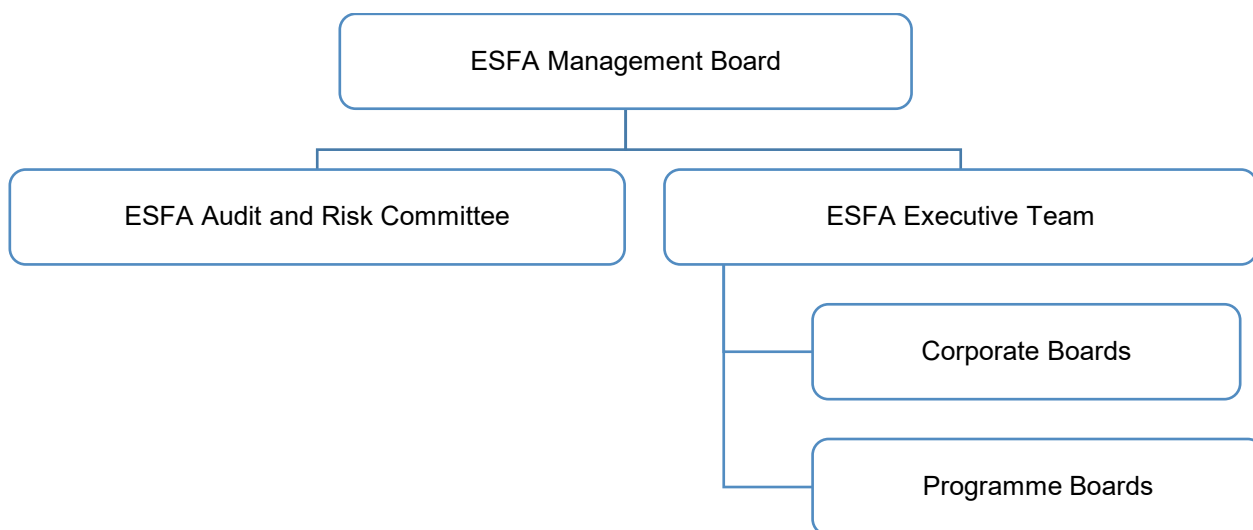 ESFA Management Board
ESFA Audit and Risk Committee
ESFA Executive Team
Corporate Boards
Programme Boards